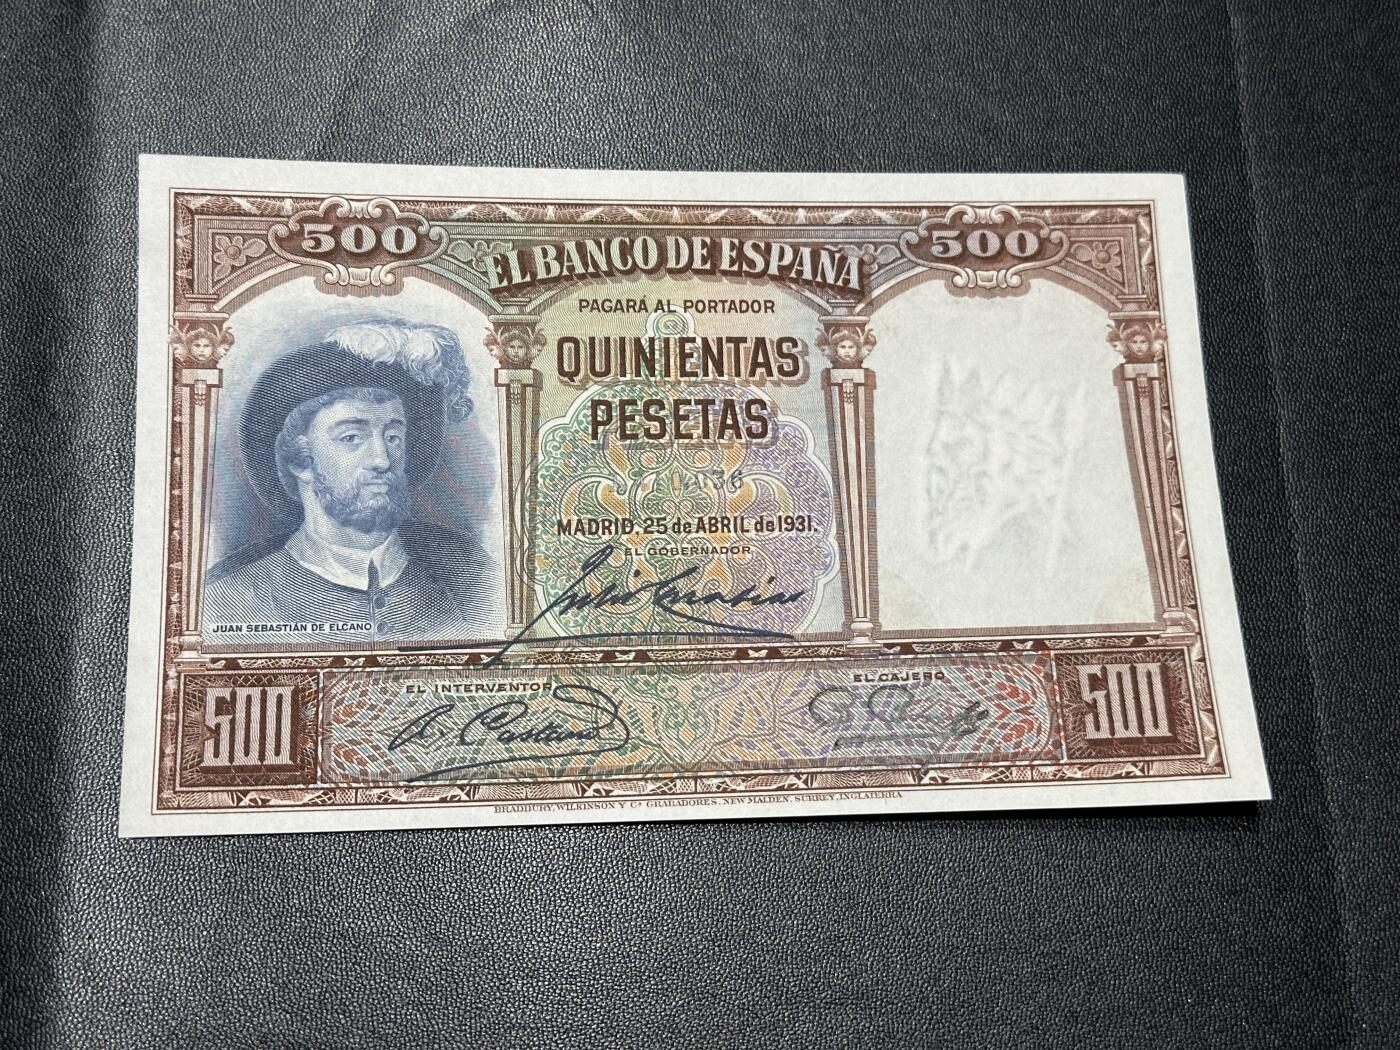 500
500
EL BANCO DE ESPAÑA
PAGARÁ AL PORTADOR
QUINIENTAS
PESETAS
MADRID, 25 de ABRIL de 1931.
EL GOBERNADOR
JUAN SEBASTIÁN DE ELCANO
500
EL INTERVENTOR
EL CAJERO
500
BRADBURY, WILKINSON Y Cª GRABADORES, NEW MALDEN, SURREY, INGLATERRA